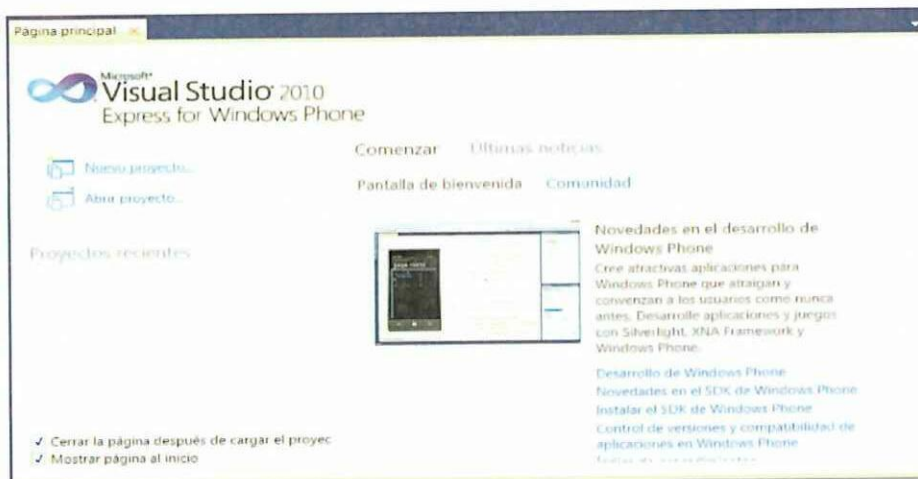 Página principal
Microsoft®
Visual Studio® 2010
Express for Windows Phone
Nuevo proyecto...
Abrir proyecto...
Proyectos recientes
Cerrar la página después de cargar el proyec
Mostrar página al inicio
Comenzar Últimas noticias
Pantalla de bienvenida Comunidad
Novedades en el desarrollo de
Windows Phone
Cree atractivas aplicaciones para
Windows Phone que atraigan y
convenzan a los usuarios como nunca
antes. Desarrolle aplicaciones y juegos
con Silverlight, XNA Framework y
Windows Phone.
Desarrollo de Windows Phone
Novedades en el SDK de Windows Phone
Instalar el SDK de Windows Phone
Control de versiones y compatibilidad de
aplicaciones en Windows Phone